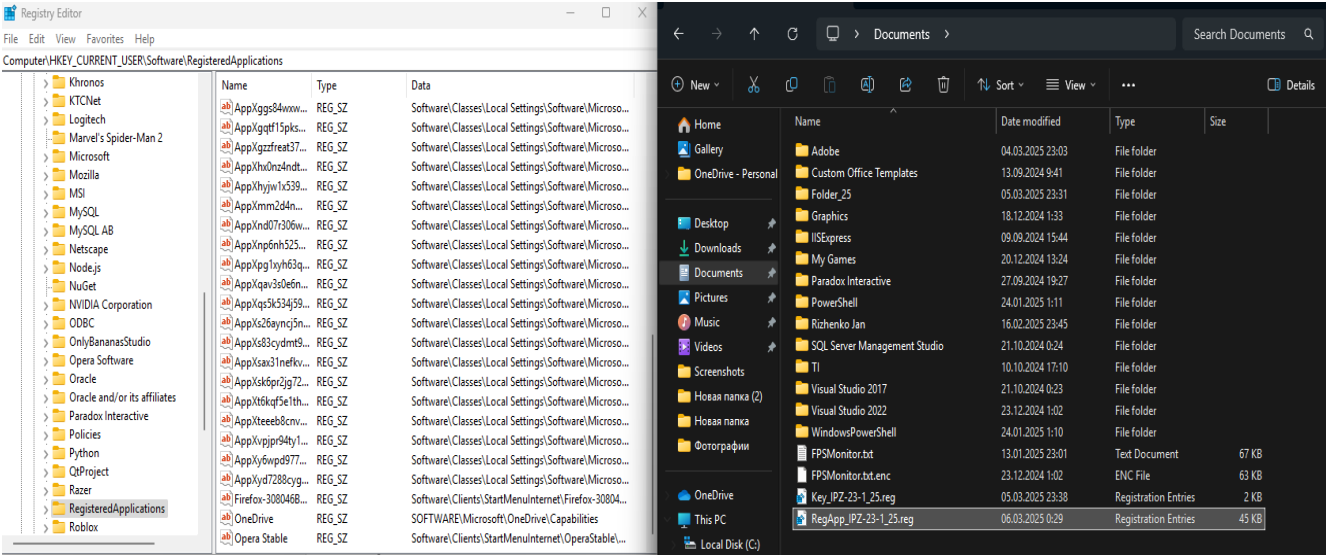 Registry Editor
File Edit View Favorites Help
Computer\HKEY_CURRENT_USER\Software\RegisteredApplications
Khronos
KTCNet
Logitech
Marvel's Spider-Man 2
Microsoft
Mozilla
MSI
MySQL
MySQL AB
Netscape
Node.js
NuGet
NVIDIA Corporation
ODBC
OnlyBananasStudio
Opera Software
Oracle
Oracle and/or its affiliates
Paradox Interactive
Policies
Python
QtProject
Razer
RegisteredApplications
Roblox
Name Type Data
AppXggs84wxw... REG_SZ Software\Classes\Local Settings\Software\Microso...
AppXgqtf15pks... REG_SZ Software\Classes\Local Settings\Software\Microso...
AppXgzzfreat37... REG_SZ Software\Classes\Local Settings\Software\Microso...
AppXhx0nz4ndt... REG_SZ Software\Classes\Local Settings\Software\Microso...
AppXhyjw1x539... REG_SZ Software\Classes\Local Settings\Software\Microso...
AppXmm2d4n... REG_SZ Software\Classes\Local Settings\Software\Microso...
AppXnd07r306w... REG_SZ Software\Classes\Local Settings\Software\Microso...
AppXnp6nh525... REG_SZ Software\Classes\Local Settings\Software\Microso...
AppXpg1xyh63q... REG_SZ Software\Classes\Local Settings\Software\Microso...
AppXqav3s0e6n... REG_SZ Software\Classes\Local Settings\Software\Microso...
AppXqs5k534j59... REG_SZ Software\Classes\Local Settings\Software\Microso...
AppXs26ayncj5n... REG_SZ Software\Classes\Local Settings\Software\Microso...
AppXs83cydmt9... REG_SZ Software\Classes\Local Settings\Software\Microso...
AppXsax31nefkv... REG_SZ Software\Classes\Local Settings\Software\Microso...
AppXsk6pr2jg72... REG_SZ Software\Classes\Local Settings\Software\Microso...
AppXt6kqf5e1th... REG_SZ Software\Classes\Local Settings\Software\Microso...
AppXteeeb8cnv... REG_SZ Software\Classes\Local Settings\Software\Microso...
AppXvpjpr94ty1... REG_SZ Software\Classes\Local Settings\Software\Microso...
AppXy6wpd977... REG_SZ Software\Classes\Local Settings\Software\Microso...
AppXyd7288cyg... REG_SZ Software\Classes\Local Settings\Software\Microso...
Firefox-308046B... REG_SZ Software\Clients\StartMenuInternet\Firefox-30804...
OneDrive REG_SZ SOFTWARE\Microsoft\OneDrive\Capabilities
Opera Stable REG_SZ Software\Clients\StartMenuInternet\OperaStable\...
Documents
Search Documents
New Sort View ... Details
Home
Gallery
OneDrive - Personal
Desktop
Downloads
Documents
Pictures
Music
Videos
Screenshots
Новая папка (2)
Новая папка
Фотографии
OneDrive
This PC
Local Disk (C:)
Name Date modified Type Size
Adobe 04.03.2025 23:03 File folder
Custom Office Templates 13.09.2024 9:41 File folder
Folder_25 05.03.2025 23:31 File folder
Graphics 18.12.2024 1:33 File folder
IISExpress 09.09.2024 15:44 File folder
My Games 20.12.2024 13:24 File folder
Paradox Interactive 27.09.2024 19:27 File folder
PowerShell 24.01.2025 1:11 File folder
Rizhenko Jan 16.02.2025 23:45 File folder
SQL Server Management Studio 21.10.2024 0:24 File folder
TI 10.10.2024 17:10 File folder
Visual Studio 2017 21.10.2024 0:23 File folder
Visual Studio 2022 23.12.2024 1:02 File folder
WindowsPowerShell 24.01.2025 1:10 File folder
FPSMonitor.txt 13.01.2025 23:01 Text Document 67 KB
FPSMonitor.txt.enc 23.12.2024 1:02 ENC File 63 KB
Key_IPZ-23-1_25.reg 05.03.2025 23:38 Registration Entries 2 KB
RegApp_IPZ-23-1_25.reg 06.03.2025 0:29 Registration Entries 45 KB